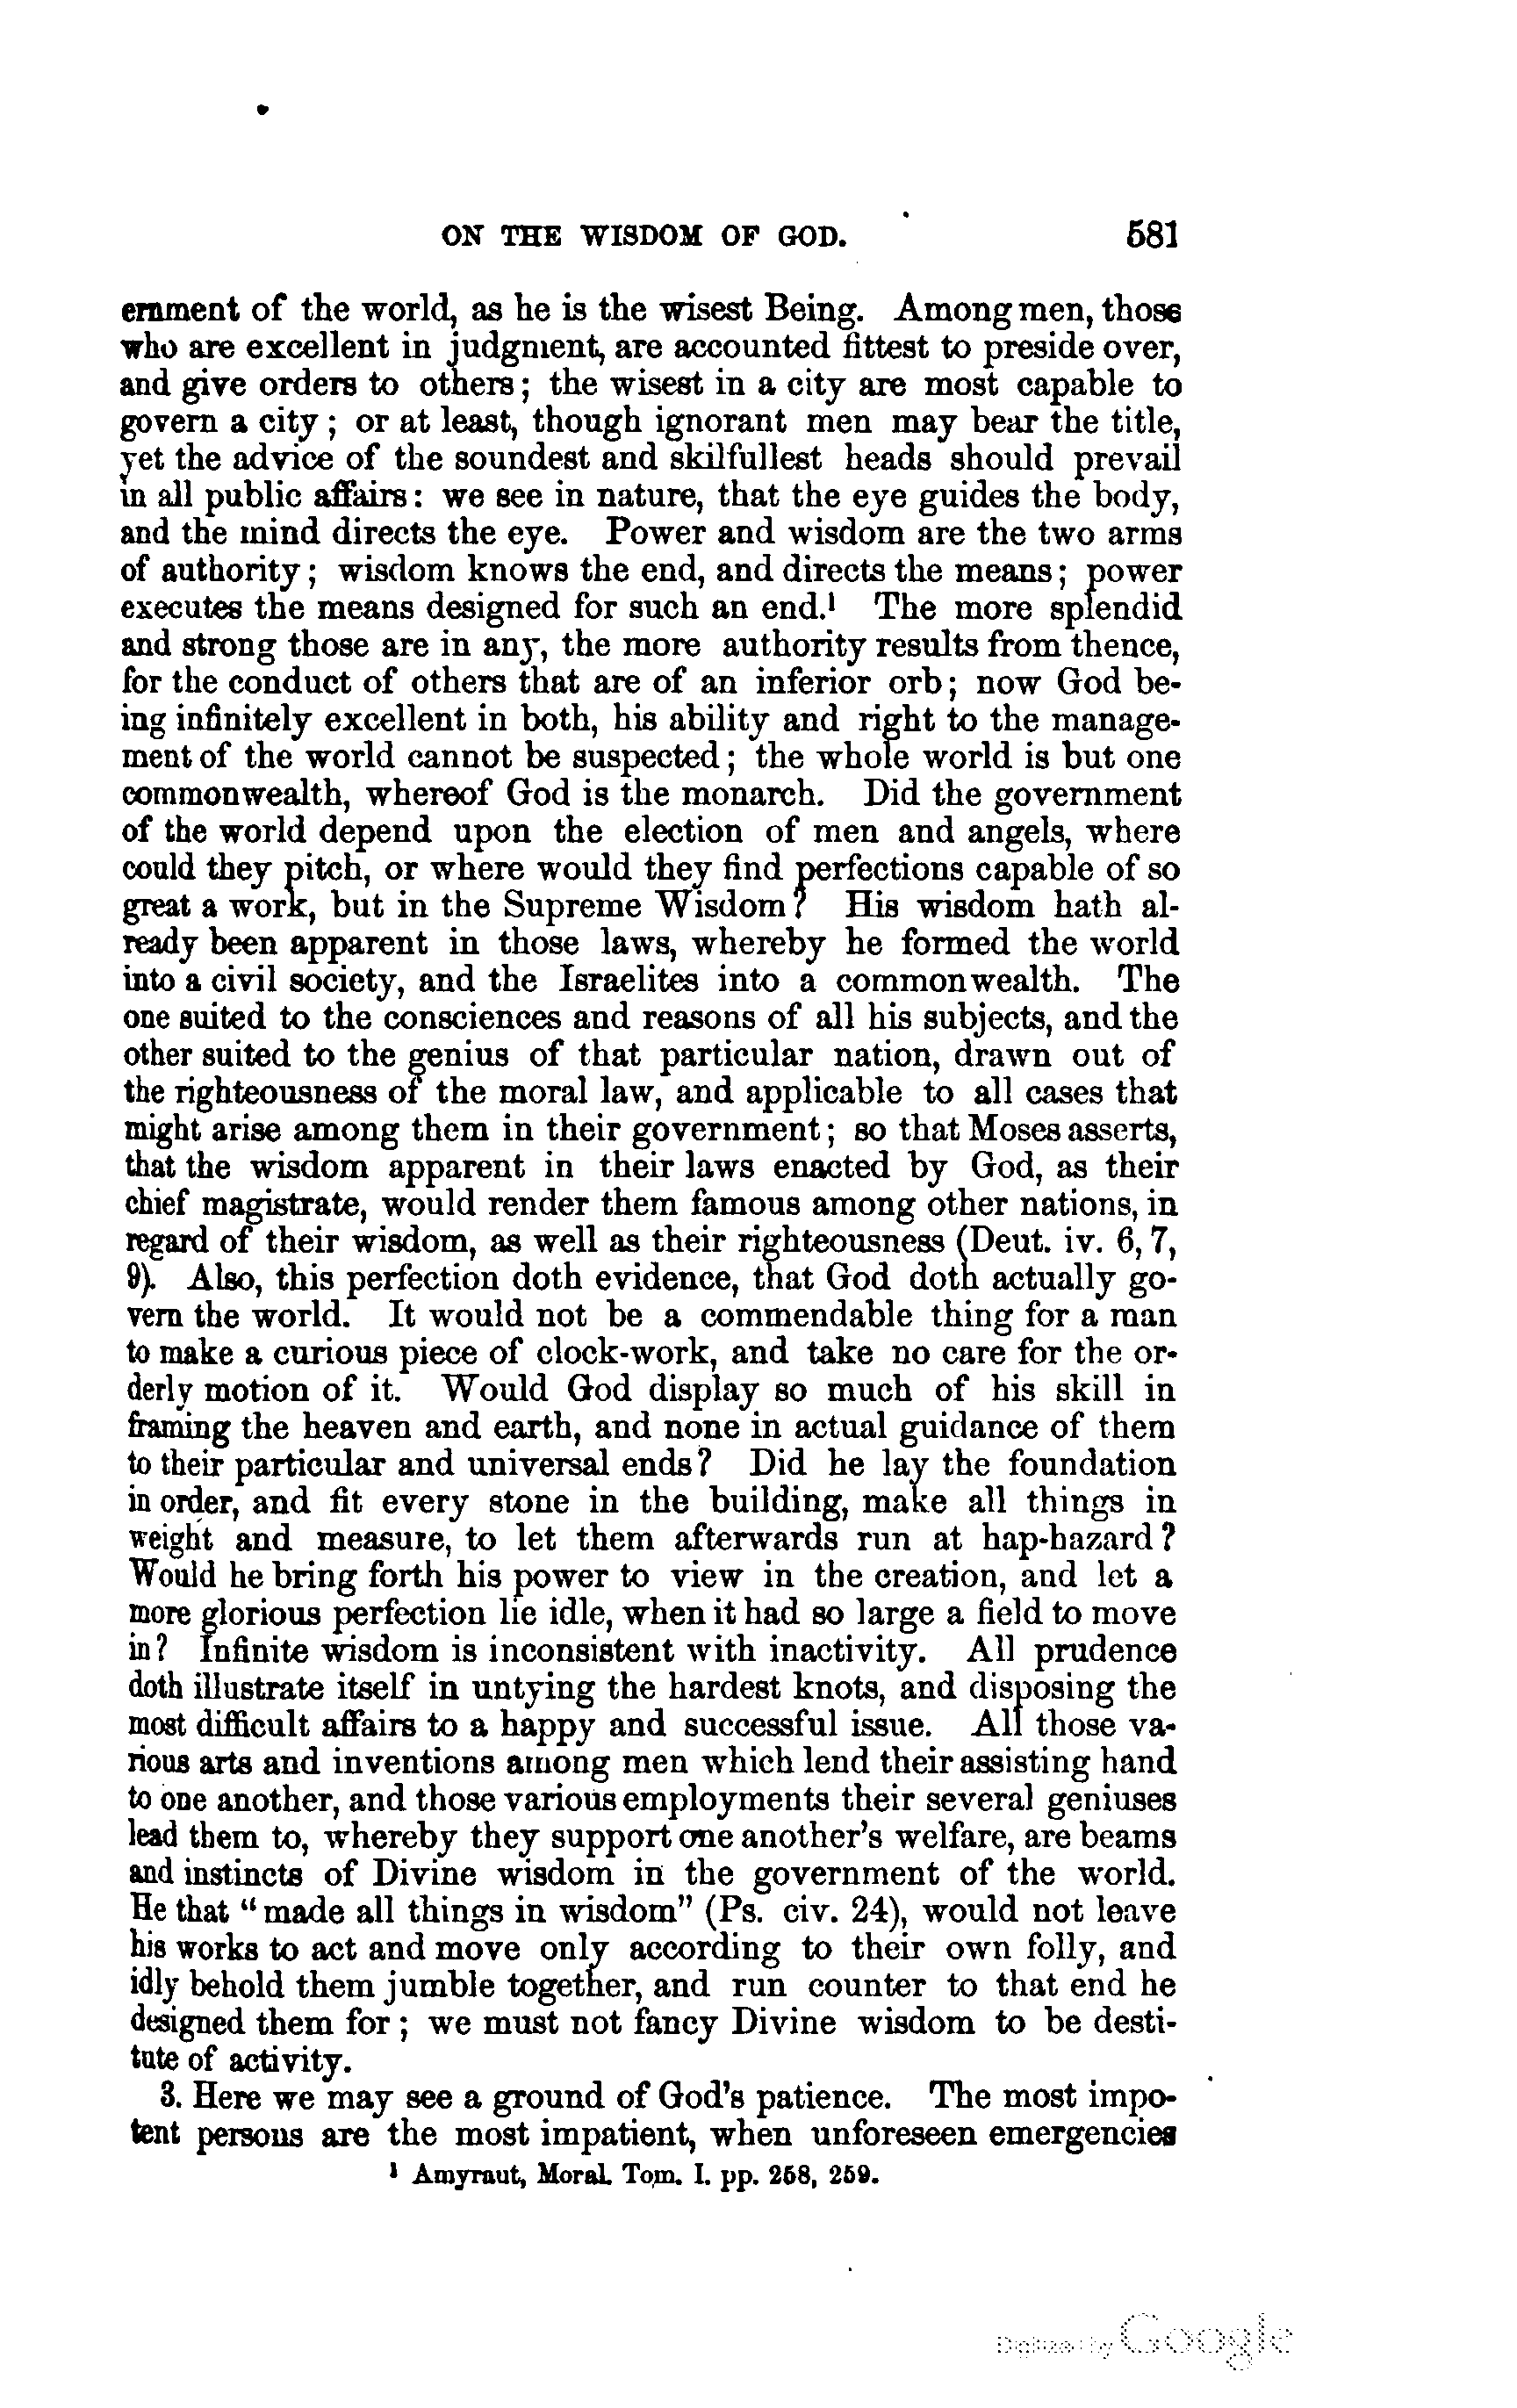 ON THE WISDOM OF GOD. 581
ernment of the world, as he is the wisest Being. Among men, those
who are excellent in judgment, are accounted fittest to preside over,
and give orders to others; the wisest in a city are most capable to
govern a city; or at least, though ignorant men may bear the title,
yet the advice of the soundest and skilfullest heads should prevail
in all public affairs: we see in nature, that the eye guides the body,
and the mind directs the eye. Power and wisdom are the two arms
of authority; wisdom knows the end, and directs the means; power
executes the means designed for such an end.¹ The more splendid
and strong those are in any, the more authority results from thence,
for the conduct of others that are of an inferior orb; now God be-
ing infinitely excellent in both, his ability and right to the manage-
ment of the world cannot be suspected; the whole world is but one
commonwealth, whereof God is the monarch. Did the government
of the world depend upon the election of men and angels, where
could they pitch, or where would they find perfections capable of so
great a work, but in the Supreme Wisdom? His wisdom hath al-
ready been apparent in those laws, whereby he formed the world
into a civil society, and the Israelites into a commonwealth. The
one suited to the consciences and reasons of all his subjects, and the
other suited to the genius of that particular nation, drawn out of
the righteousness of the moral law, and applicable to all cases that
might arise among them in their government; so that Moses asserts,
that the wisdom apparent in their laws enacted by God, as their
chief magistrate, would render them famous among other nations, in
regard of their wisdom, as well as their righteousness (Deut. iv. 6, 7,
9). Also, this perfection doth evidence, that God doth actually go-
vern the world. It would not be a commendable thing for a man
to make a curious piece of clock-work, and take no care for the or-
derly motion of it. Would God display so much of his skill in
framing the heaven and earth, and none in actual guidance of them
to their particular and universal ends? Did he lay the foundation
in order, and fit every stone in the building, make all things in
weight and measure, to let them afterwards run at hap-hazard?
Would he bring forth his power to view in the creation, and let a
more glorious perfection lie idle, when it had so large a field to move
in? Infinite wisdom is inconsistent with inactivity. All prudence
doth illustrate itself in untying the hardest knots, and disposing the
most difficult affairs to a happy and successful issue. All those va-
rious arts and inventions among men which lend their assisting hand
to one another, and those various employments their several geniuses
lead them to, whereby they support one another's welfare, are beams
and instincts of Divine wisdom in the government of the world.
He that "made all things in wisdom" (Ps. civ. 24), would not leave
his works to act and move only according to their own folly, and
idly behold them jumble together, and run counter to that end he
designed them for; we must not fancy Divine wisdom to be desti-
tute of activity.
3. Here we may see a ground of God's patience. The most impo-
tent persons are the most impatient, when unforeseen emergencies
¹ Amyraut, Moral. Tom. I. pp. 258, 259.
Digitized by Google